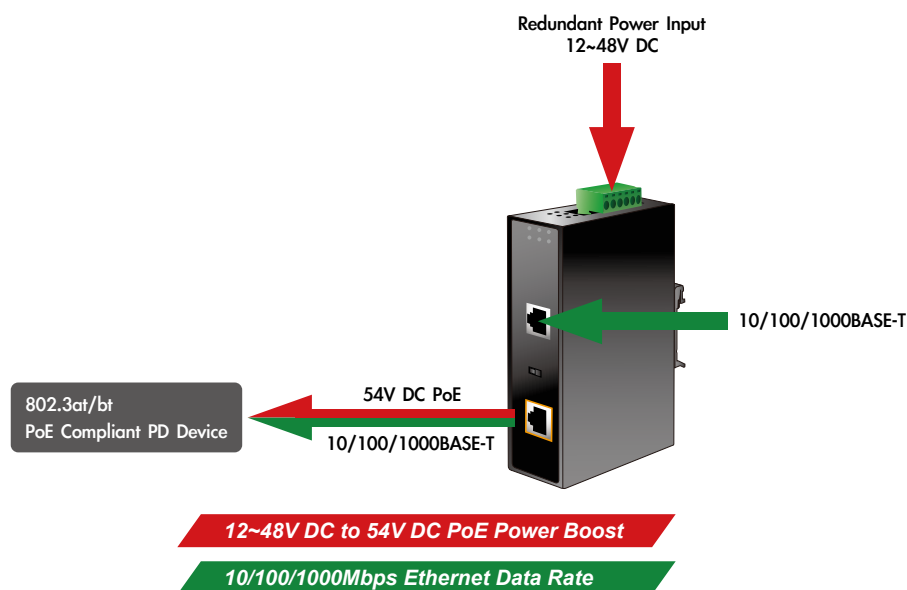 Redundant Power Input
12~48V DC
10/100/1000BASE-T
54V DC PoE
802.3at/bt
PoE Compliant PD Device
10/100/1000BASE-T
12~48V DC to 54V DC PoE Power Boost
10/100/1000Mbps Ethernet Data Rate